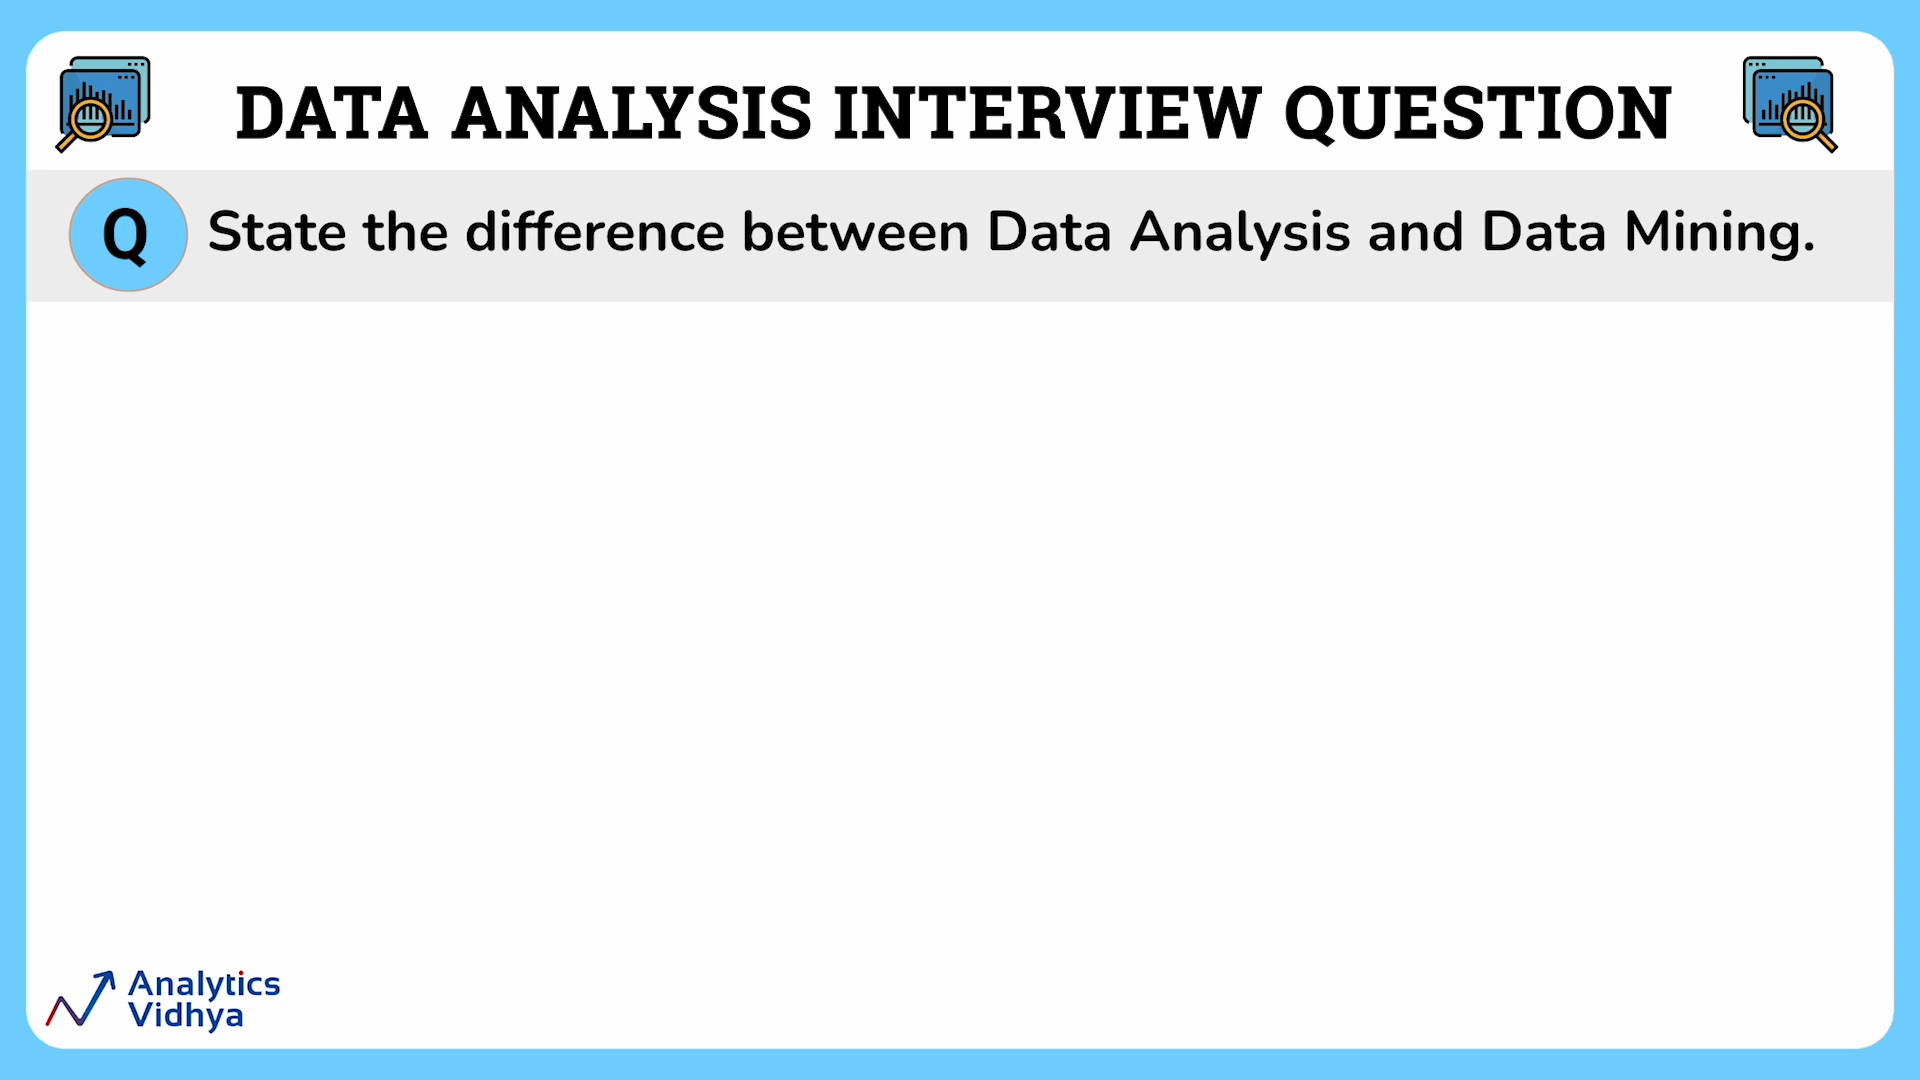 DATA ANALYSIS INTERVIEW QUESTION
Q State the difference between Data Analysis and Data Mining.
Analytics
Vidhya